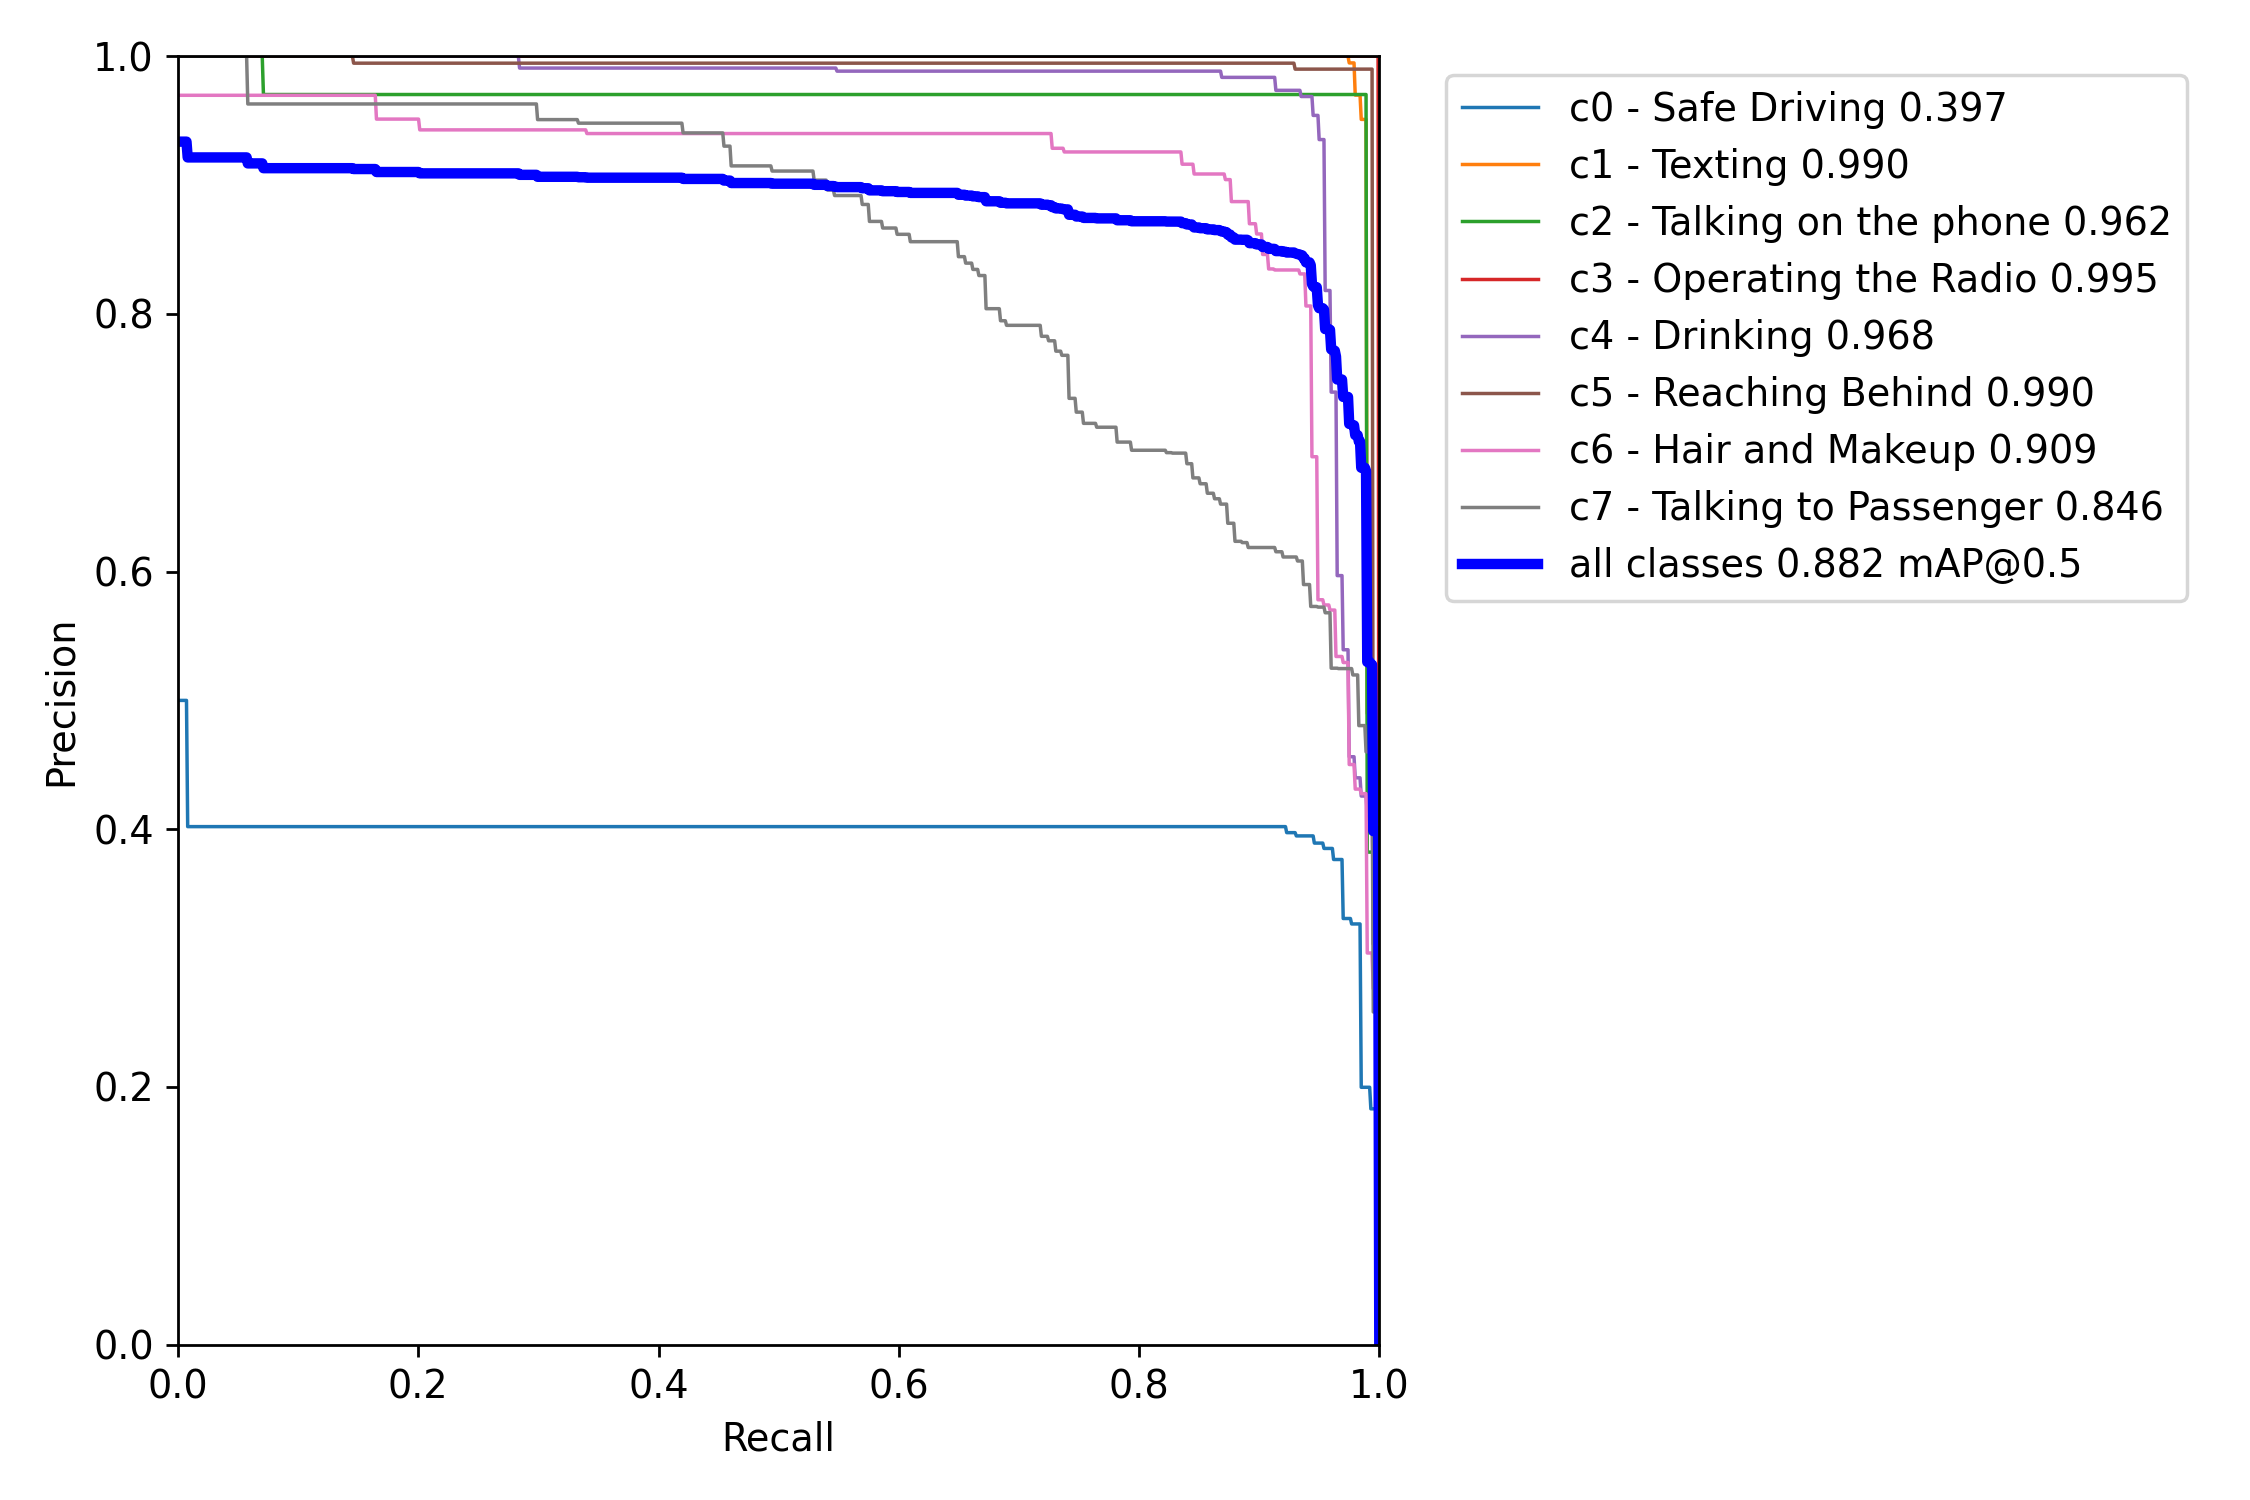 1.0
0.8
0.6
0.4
0.2
0.0
Precision
0.0 0.2 0.4 0.6 0.8 1.0
Recall
c0 - Safe Driving 0.397
c1 - Texting 0.990
c2 - Talking on the phone 0.962
c3 - Operating the Radio 0.995
c4 - Drinking 0.968
c5 - Reaching Behind 0.990
c6 - Hair and Makeup 0.909
c7 - Talking to Passenger 0.846
all classes 0.882 mAP@0.5